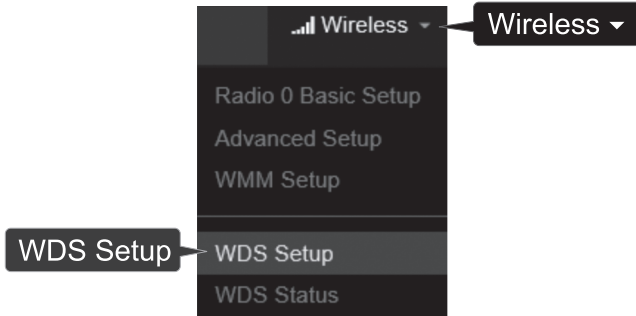 Wireless
Wireless
Radio 0 Basic Setup
Advanced Setup
WMM Setup
WDS Setup
WDS Setup
WDS Status